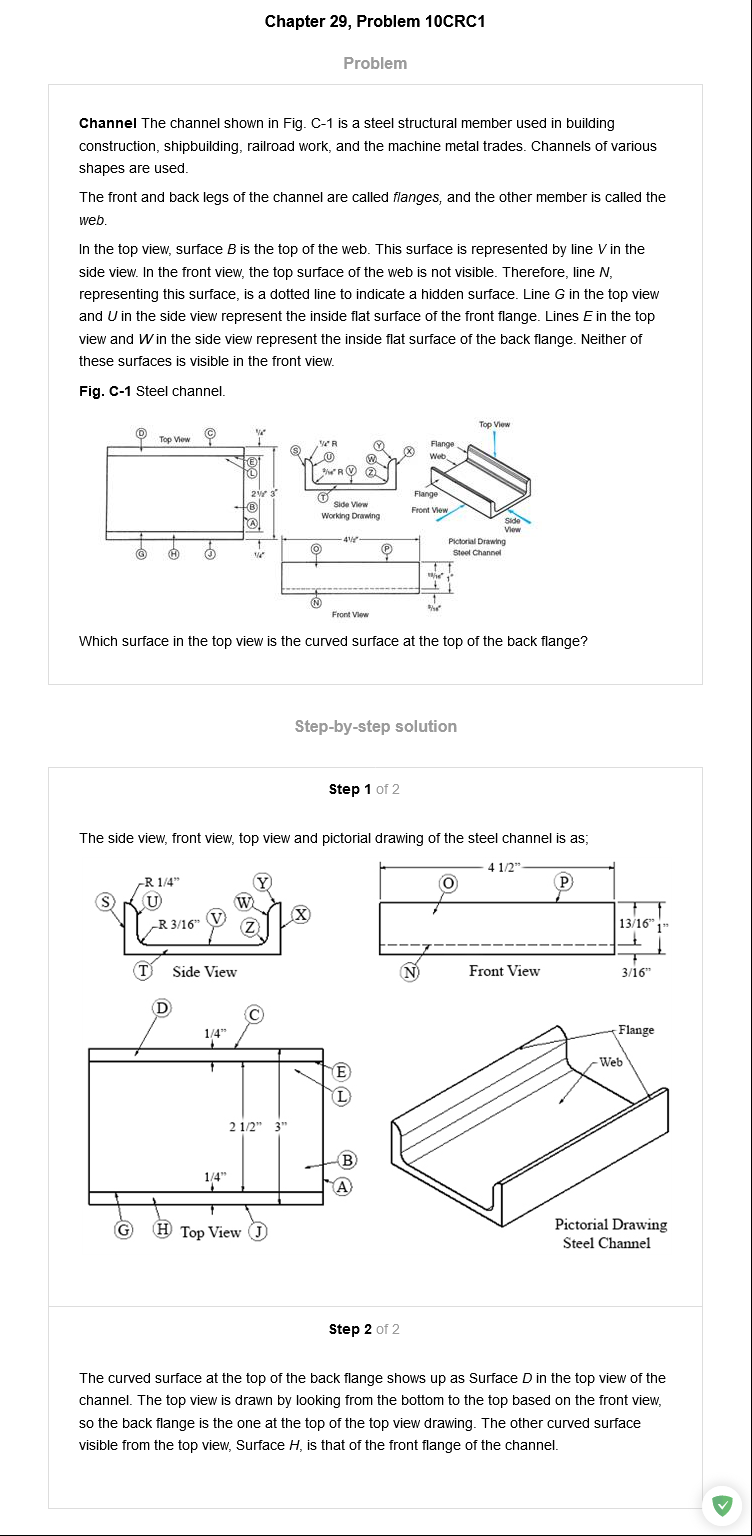 Chapter 29, Problem 10CRC1
Problem
Channel The channel shown in Fig. C-1 is a steel structural member used in building
construction, shipbuilding, railroad work, and the machine metal trades. Channels of various
shapes are used.
The front and back legs of the channel are called flanges, and the other member is called the
web.
In the top view, surface B is the top of the web. This surface is represented by line V in the
side view. In the front view, the top surface of the web is not visible. Therefore, line N,
representing this surface, is a dotted line to indicate a hidden surface. Line G in the top view
and U in the side view represent the inside flat surface of the front flange. Lines E in the top
view and W in the side view represent the inside flat surface of the back flange. Neither of
these surfaces is visible in the front view.
Fig. C-1 Steel channel.
D
Top View
C
1/4"
E
L
2 1/2" 3"
B
A
G
H
J
1/4"
S
1/4" R
U
3/16" R
V
W
Y
Z
X
T
Side View
Working Drawing
Top View
Flange
Web
Flange
Front View
Side
View
Pictorial Drawing
Steel Channel
4 1/2"
O
P
13/16" 1"
N
3/16"
Front View
Which surface in the top view is the curved surface at the top of the back flange?
Step-by-step solution
Step 1 of 2
The side view, front view, top view and pictorial drawing of the steel channel is as;
R 1/4"
S
U
Y
W
R 3/16"
V
Z
X
T
Side View
4 1/2"
O
P
13/16" 1"
N
Front View
3/16"
D
C
1/4"
E
L
2 1/2" 3"
B
1/4"
A
G
H
Top View
J
Flange
Web
Pictorial Drawing
Steel Channel
Step 2 of 2
The curved surface at the top of the back flange shows up as Surface D in the top view of the
channel. The top view is drawn by looking from the bottom to the top based on the front view,
so the back flange is the one at the top of the top view drawing. The other curved surface
visible from the top view, Surface H, is that of the front flange of the channel.